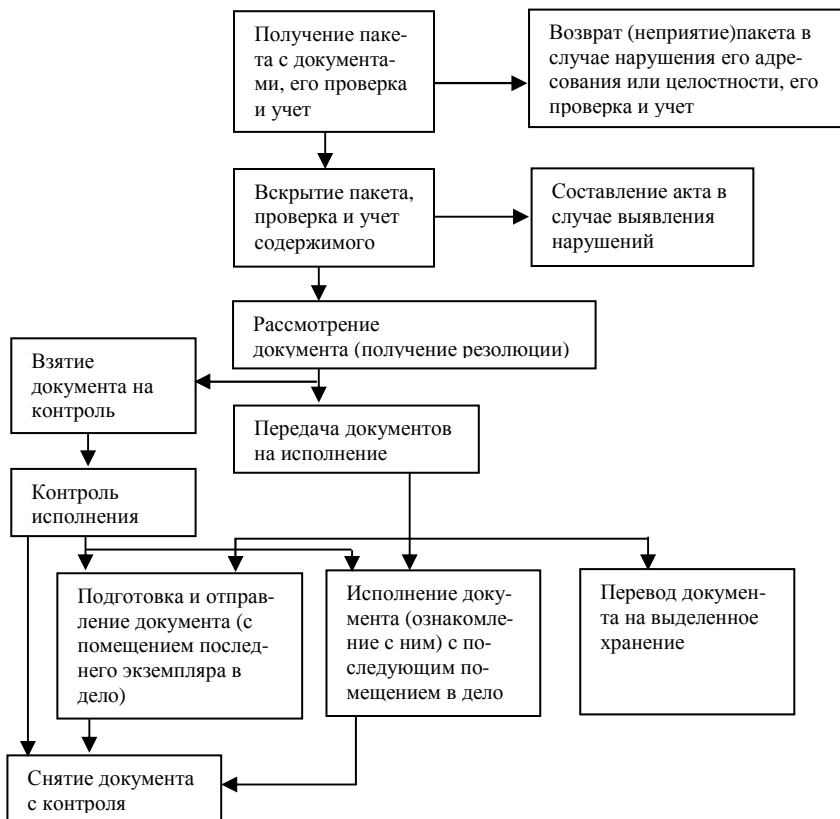 Получение паке-
та с документа-
ми, его проверка
и учет
Возврат (неприятие)пакета в
случае нарушения его адре-
сования или целостности, его
проверка и учет
Вскрытие пакета,
проверка и учет
содержимого
Составление акта в
случае выявления
нарушений
Рассмотрение
документа (получение резолюции)
Взятие
документа на
контроль
Передача документов
на исполнение
Контроль
исполнения
Подготовка и отправ-
ление документа (с
помещением послед-
него экземпляра в
дело)
Исполнение доку-
мента (ознакомле-
ние с ним) с по-
следующим по-
мещением в дело
Перевод докумен-
та на выделенное
хранение
Снятие документа
с контроля